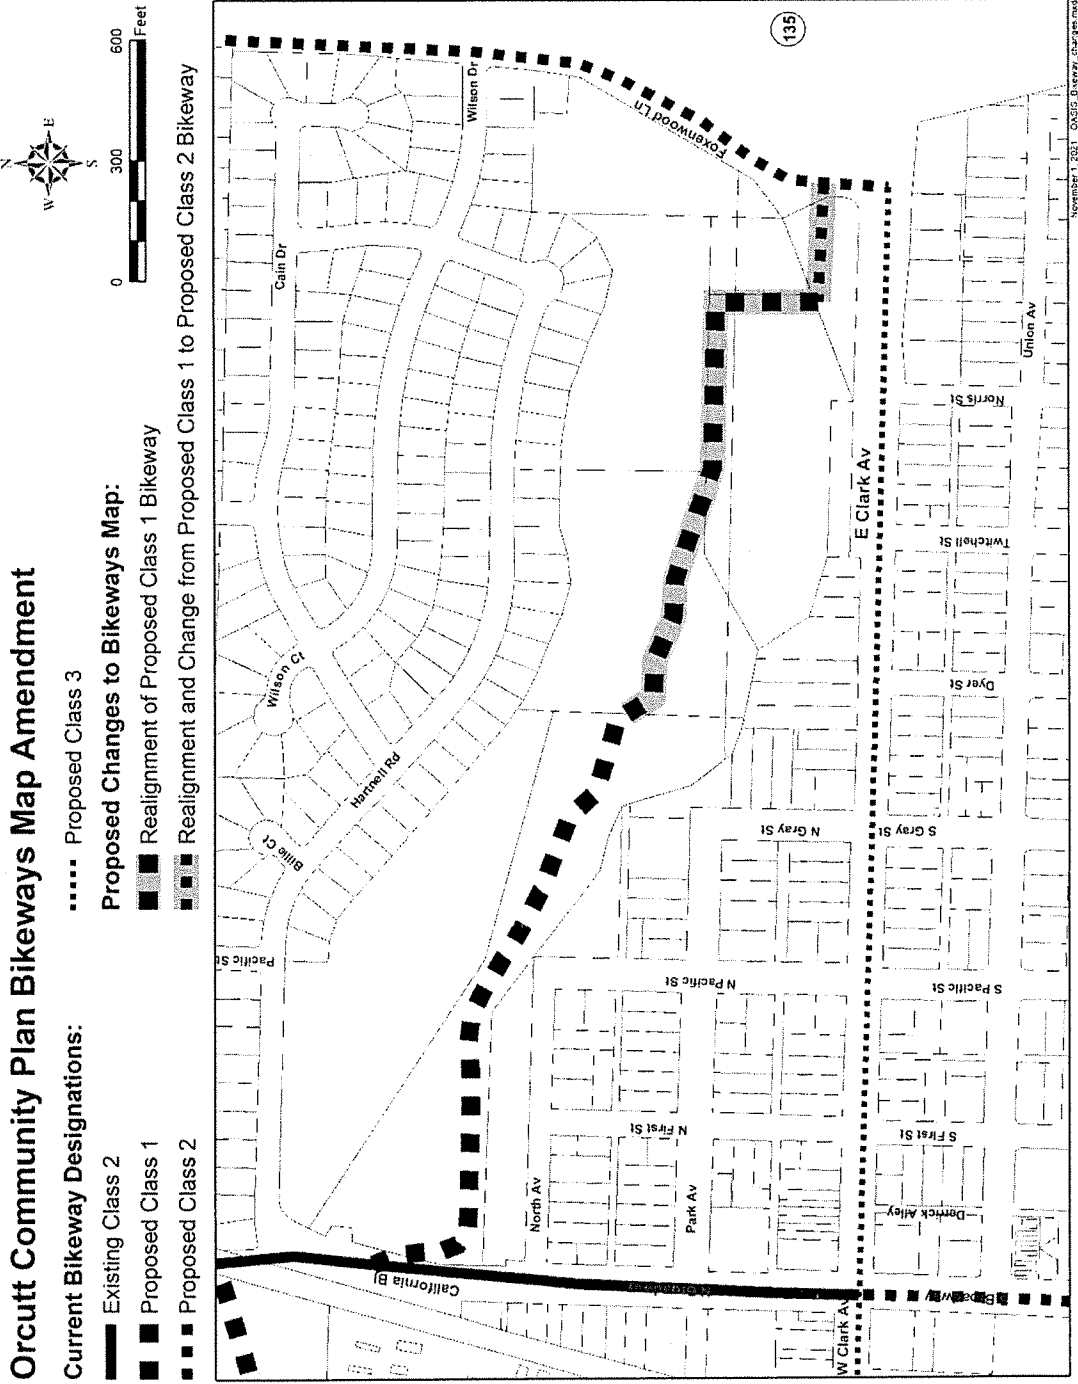 Orcutt Community Plan Bikeways Map Amendment
Current Bikeway Designations:
Existing Class 2
Proposed Class 1
Proposed Class 2
Proposed Class 3
Proposed Changes to Bikeways Map:
Realignment of Proposed Class 1 Bikeway
Realignment and Change from Proposed Class 1 to Proposed Class 2 Bikeway
N
W E
S
0 300 600
Feet
Pacific St
Billie Ct
Wilson Ct
Hartnell Rd
Cain Dr
Wilson Dr
Foxenwood Ln
135
California Bl
North Av
Park Av
N First St
N Pacific St
N Gray St
W Clark Av
E Clark Av
Broadway
Derrick Alley
S First St
S Pacific St
S Gray St
Dyer St
Twitchell St
Norris St
Union Av
November 1, 2021